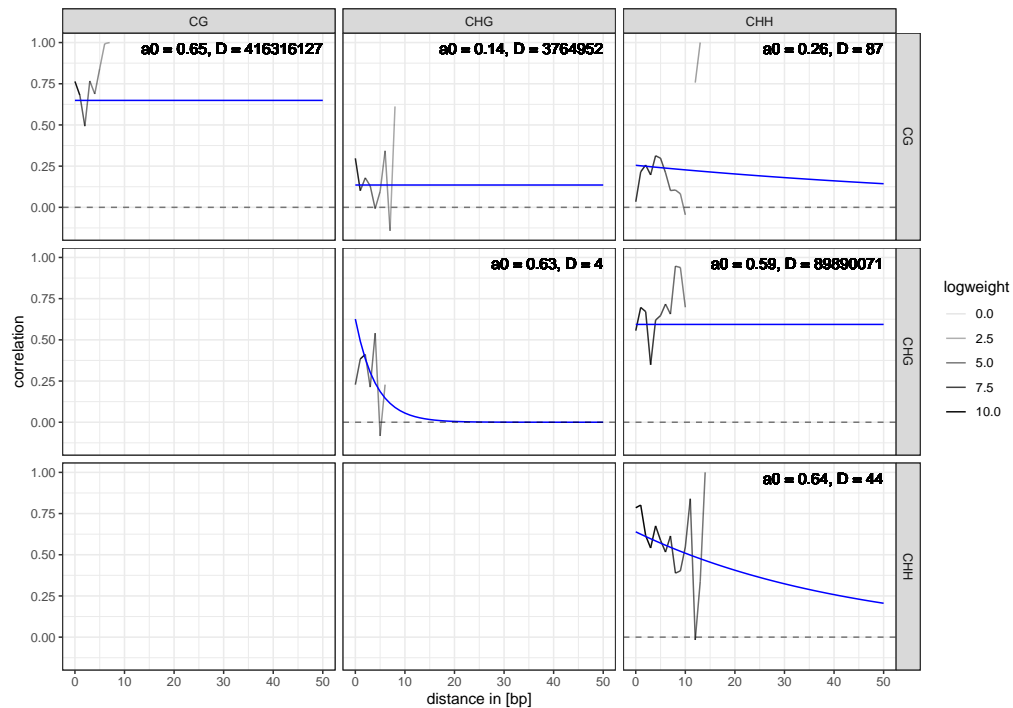 CG CHG CHH
1.00 0.75 0.50 0.25 0.00
a0 = 0.65, D = 416316127
a0 = 0.14, D = 3764952
a0 = 0.26, D = 87
CG
1.00 0.75 0.50 0.25 0.00
a0 = 0.63, D = 4
a0 = 0.59, D = 89890071
CHG
1.00 0.75 0.50 0.25 0.00
a0 = 0.64, D = 44
CHH
0 10 20 30 40 50 0 10 20 30 40 50 0 10 20 30 40 50
distance in [bp]
correlation
logweight
0.0
2.5
5.0
7.5
10.0